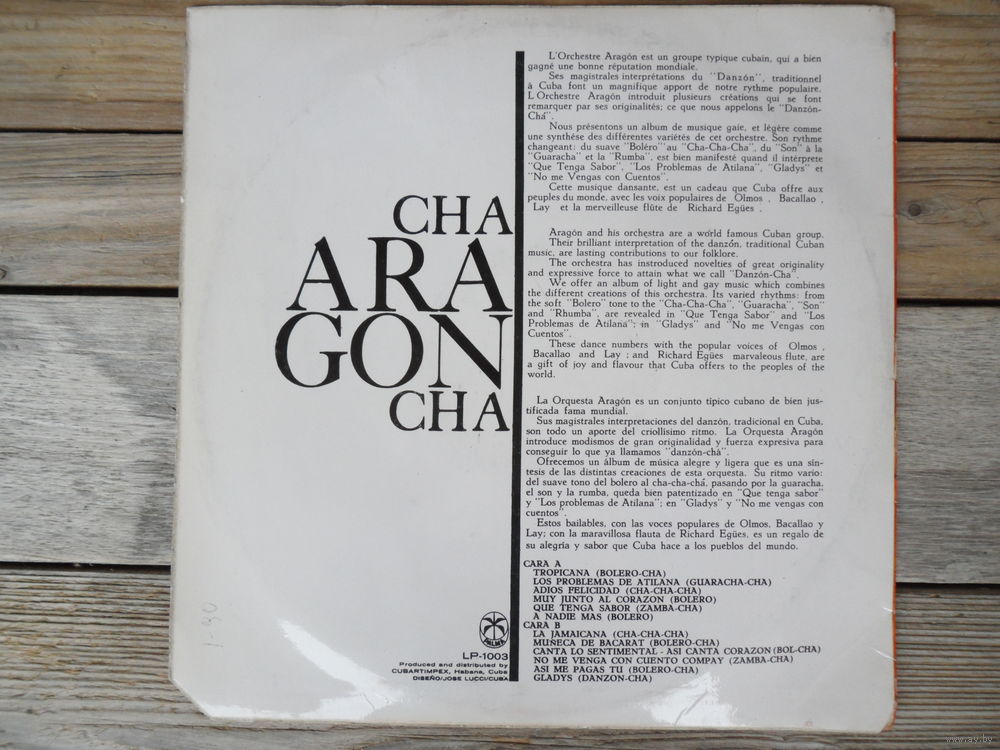 CHA
ARA
GON
CHA
L'Orchestre Aragón est un groupe typique cubain, qui a bien
gagné une bonne réputation mondiale.
Ses magistrales interprétations du "Danzón", traditionnel
à Cuba font un magnifique apport de notre rythme populaire.
L'Orchestre Aragón introduit plusieurs créations qui se font
remarquer par ses originalités; ce que nous appelons le "Danzón-
Chá".
Nous présentons un album de musique gaie, et légère comme
une synthèse des différentes variétés de cet orchestre. Son rythme
changeant: du suave "Boléro" au "Cha-Cha-Cha", du "Son" à la
"Guaracha" et la "Rumba", est bien manifesté quand il intérprete
"Que Tenga Sabor", "Los Problemas de Atilana", "Gladys" et
"No me Vengas con Cuentos".
Cette musique dansante, est un cadeau que Cuba offre aux
peuples du monde, avec les voix populaires de Olmos , Bacallao ,
Lay et la merveilleuse flûte de Richard Egües .
Aragón and his orchestra are a world famous Cuban group.
Their brilliant interpretation of the danzón, traditional Cuban
music, are lasting contributions to our folklore.
The orchestra has instroduced novelties of great originality
and expressive force to attain what we call "Danzón-Cha".
We offer an album of light and gay music which combines
the different creations of this orchestra. Its varied rhythms: from
the soft "Bolero" tone to the "Cha-Cha-Cha", "Guaracha", "Son"
and "Rhumba", are revealed in "Que Tenga Sabor" and "Los
Problemas de Atilana"; in "Gladys" and "No me Vengas con
Cuentos".
These dance numbers with the popular voices of Olmos ,
Bacallao and Lay ; and Richard Egües marvaleous flute, are
a gift of joy and flavour that Cuba offers to the peoples of the
world.
La Orquesta Aragón es un conjunto típico cubano de bien jus-
tificada fama mundial.
Sus magistrales interpretaciones del danzón, tradicional en Cuba,
son todo un aporte del criollísimo ritmo. La Orquesta Aragón
introduce modismos de gran originalidad y fuerza expresiva para
conseguir lo que ya llamamos "danzón-chá".
Ofrecemos un álbum de música alegre y ligera que es una sín-
tesis de las distintas creaciones de esta orquesta. Su ritmo vario:
del suave tono del bolero al cha-cha-chá, pasando por la guaracha,
el son y la rumba, queda bien patentizado en "Que tenga sabor"
y "Los problemas de Atilana"; en "Gladys" y "No me vengas con
cuentos".
Estos bailables, con las voces populares de Olmos, Bacallao y
Lay; con la maravillosa flauta de Richard Egües, es un regalo de
su alegría y sabor que Cuba hace a los pueblos del mundo.
CARA A
TROPICANA (BOLERO-CHA)
LOS PROBLEMAS DE ATILANA (GUARACHA-CHA)
ADIOS FELICIDAD (CHA-CHA-CHA)
MUY JUNTO AL CORAZON (BOLERO)
QUE TENGA SABOR (ZAMBA-CHA)
A NADIE MAS (BOLERO)
CARA B
LA JAMAICANA (CHA-CHA-CHA)
MUÑECA DE BACARAT (BOLERO-CHA)
CANTA LO SENTIMENTAL - ASI CANTA CORAZON (BOL-CHA)
NO ME VENGA CON CUENTO COMPAY (ZAMBA-CHA)
ASI ME PAGAS TU (BOLERO-CHA)
GLADYS (DANZON-CHA)
PALMA
LP-1003
Produced and distributed by
CUBARTIMPEX, Habana, Cuba
DISEÑO/JOSE LUCCI/CUBA
1-30
www.ay.by